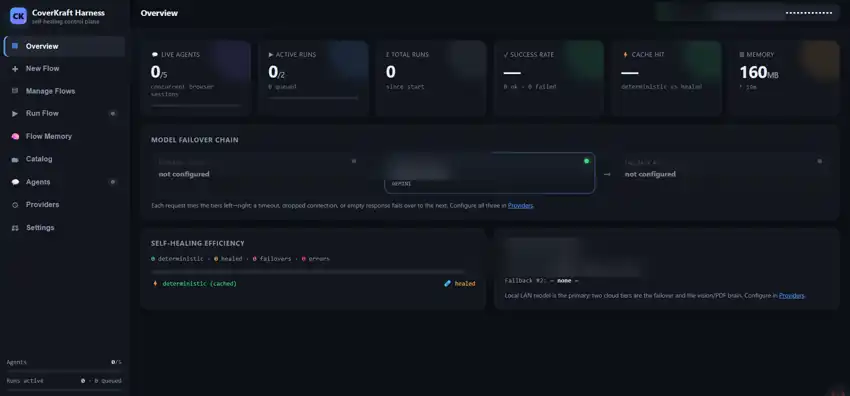 CK
CoverKraft Harness
self-healing control plane
Overview
Overview
New Flow
Manage Flows
Run Flow
0
Flow Memory
Catalog
Agents
0
Providers
Settings
Agents 0/5
Runs active 0 · 0 queued
LIVE AGENTS
0/5
concurrent browser
sessions
ACTIVE RUNS
0/2
0 queued
Σ TOTAL RUNS
0
since start
✓ SUCCESS RATE
—
0 ok · 0 failed
CACHE HIT
—
deterministic vs healed
MEMORY
160MB
MODEL FAILOVER CHAIN
not configured
GEMINI
→
not configured
Each request tries the tiers left→right: a timeout, dropped connection, or empty response fails over to the next. Configure all three in Providers.
SELF-HEALING EFFICIENCY
0 deterministic · 0 healed · 0 failovers · 0 errors
deterministic (cached)
healed
Fallback #2: — none —
Local LAN model is the primary; two cloud tiers are the failover and the vision/PDF brain. Configure in Providers.